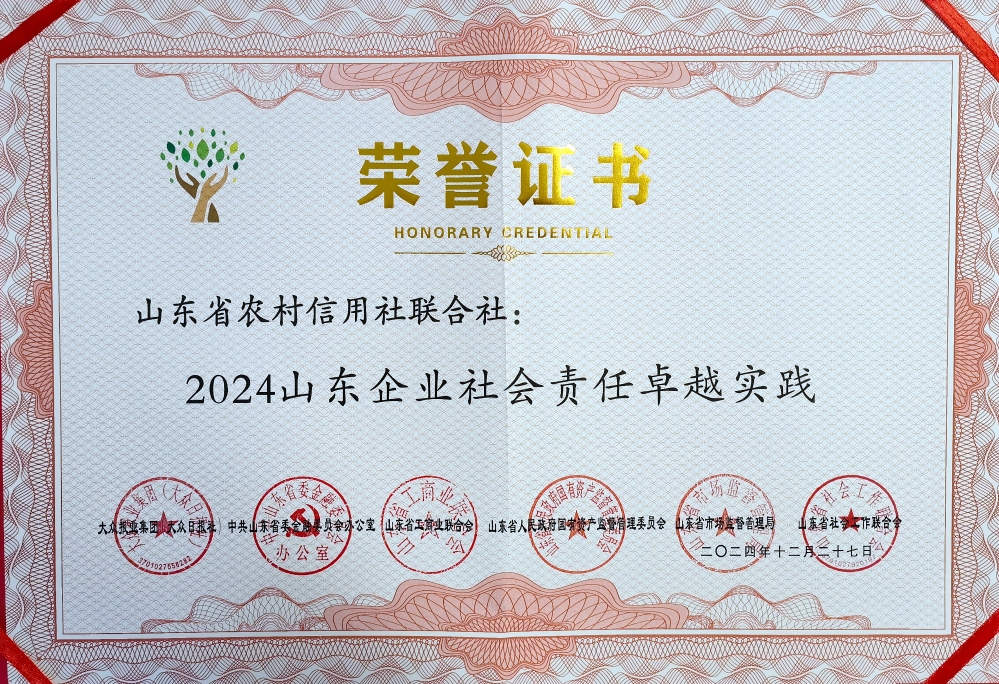 荣誉证书
HONORARY CREDENTIAL
山东省农村信用社联合社:
2024山东企业社会责任卓越实践
大众报业集团 大众日报社 中共山东省委金融委员会办公室 山东省工商业联合会 山东省人民政府国有资产监督管理委员会 山东省市场监督管理局 山东省社会工作联合会
二〇二四年十二月二十七日
办公室
3701027658282